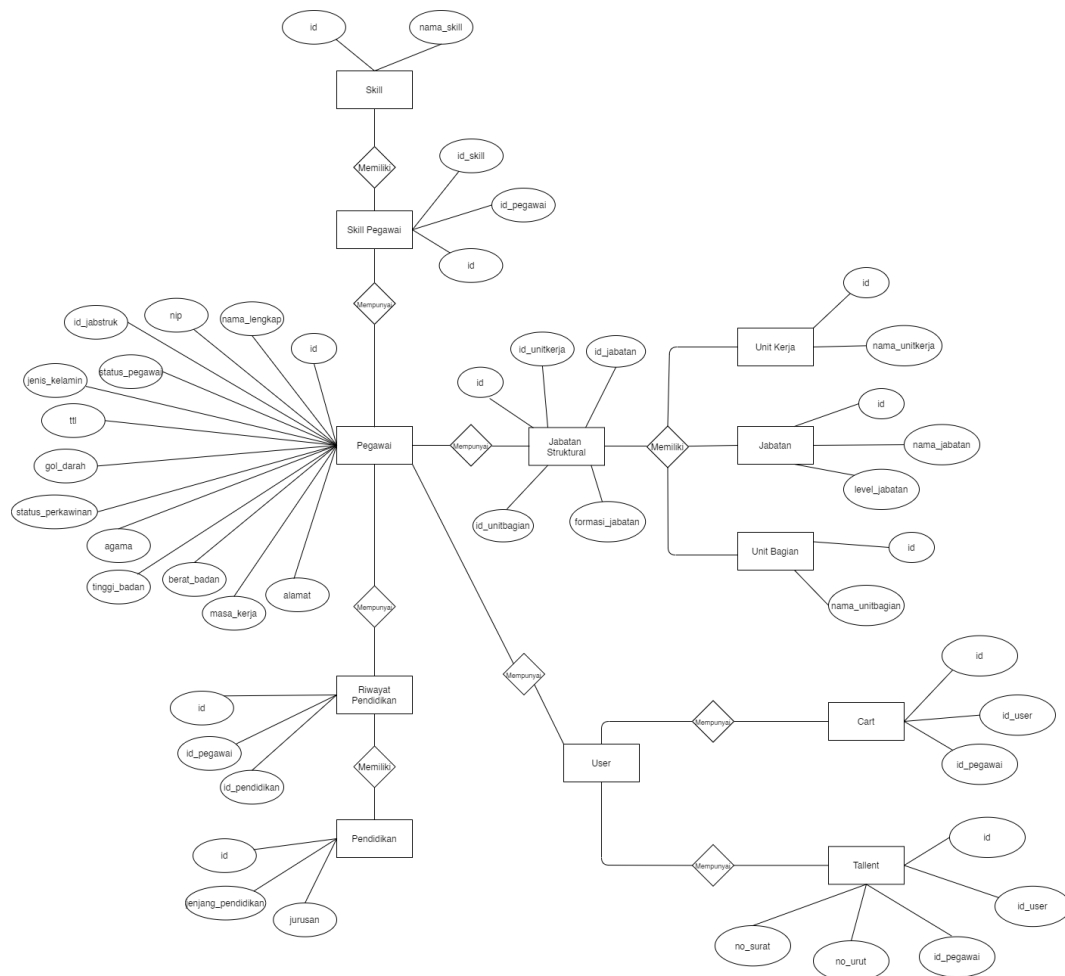 id
nama_skill
Skill
Memiliki
id_skill
id_pegawai
Skill Pegawai
id
Mempunyai
id_jabstruk
nip
nama_lengkap
id
status_pegawai
jenis_kelamin
ttl
gol_darah
status_perkawinan
agama
tinggi_badan
berat_badan
masa_kerja
alamat
Pegawai
Mempunyai
id
id_unitkerja
id_jabatan
Jabatan
Struktural
id_unitbagian
formasi_jabatan
Memiliki
id
Unit Kerja
nama_unitkerja
id
Jabatan
nama_jabatan
level_jabatan
Unit Bagian
id
nama_unitbagian
Mempunyai
Riwayat
Pendidikan
id
id_pegawai
id_pendidikan
Memiliki
Pendidikan
id
jenjang_pendidikan
jurusan
Mempunyai
User
Mempunyai
Cart
id
id_user
id_pegawai
Mempunyai
Tallent
id
id_user
no_surat
no_urut
id_pegawai